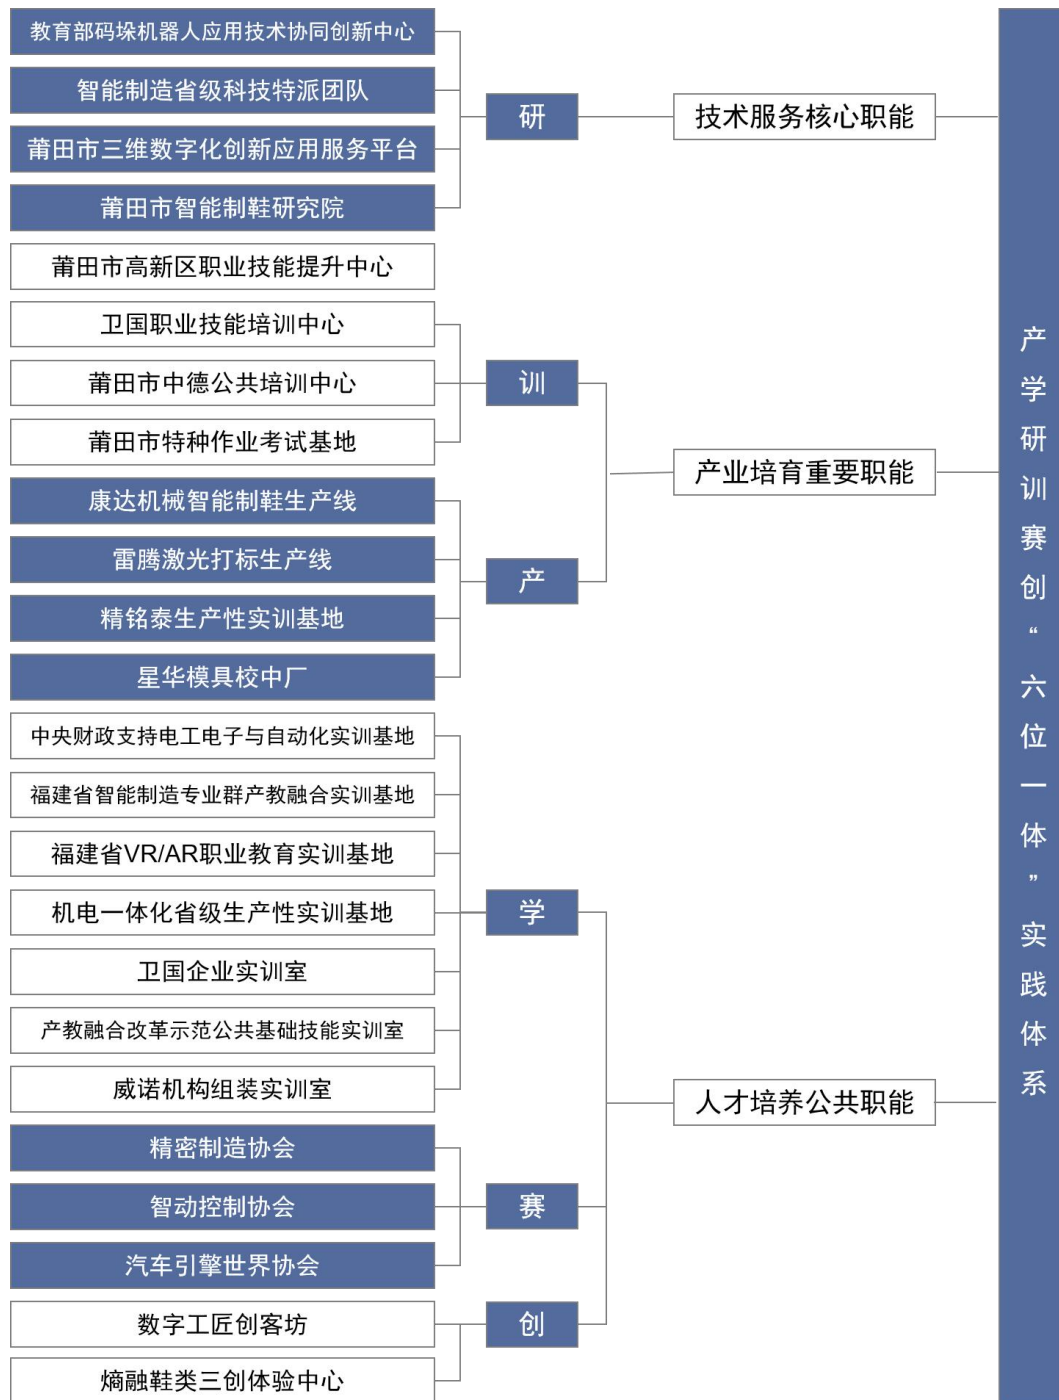 教育部码垛机器人应用技术协同创新中心
智能制造省级科技特派团队
莆田市三维数字化创新应用服务平台
莆田市智能制鞋研究院
研
技术服务核心职能
莆田市高新区职业技能提升中心
卫国职业技能培训中心
莆田市中德公共培训中心
莆田市特种作业考试基地
训
康达机械智能制鞋生产线
雷腾激光打标生产线
精铭泰生产性实训基地
星华模具校中厂
产
产业培育重要职能
中央财政支持电工电子与自动化实训基地
福建省智能制造专业群产教融合实训基地
福建省VR/AR职业教育实训基地
机电一体化省级生产性实训基地
卫国企业实训室
产教融合改革示范公共基础技能实训室
威诺机构组装实训室
学
精密制造协会
智动控制协会
汽车引擎世界协会
赛
数字工匠创客坊
熵融鞋类三创体验中心
创
人才培养公共职能
产学研训赛创“六位一体”实践体系